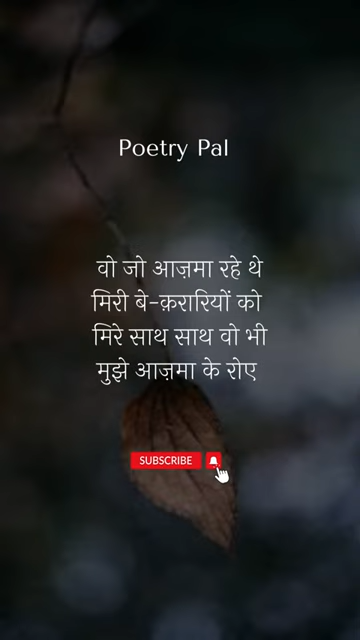 Poetry Pal
वो जो आज़मा रहे थे
मिरी बे-क़रारियों को
मिरे साथ साथ वो भी
मुझे आज़मा के रोए
SUBSCRIBE